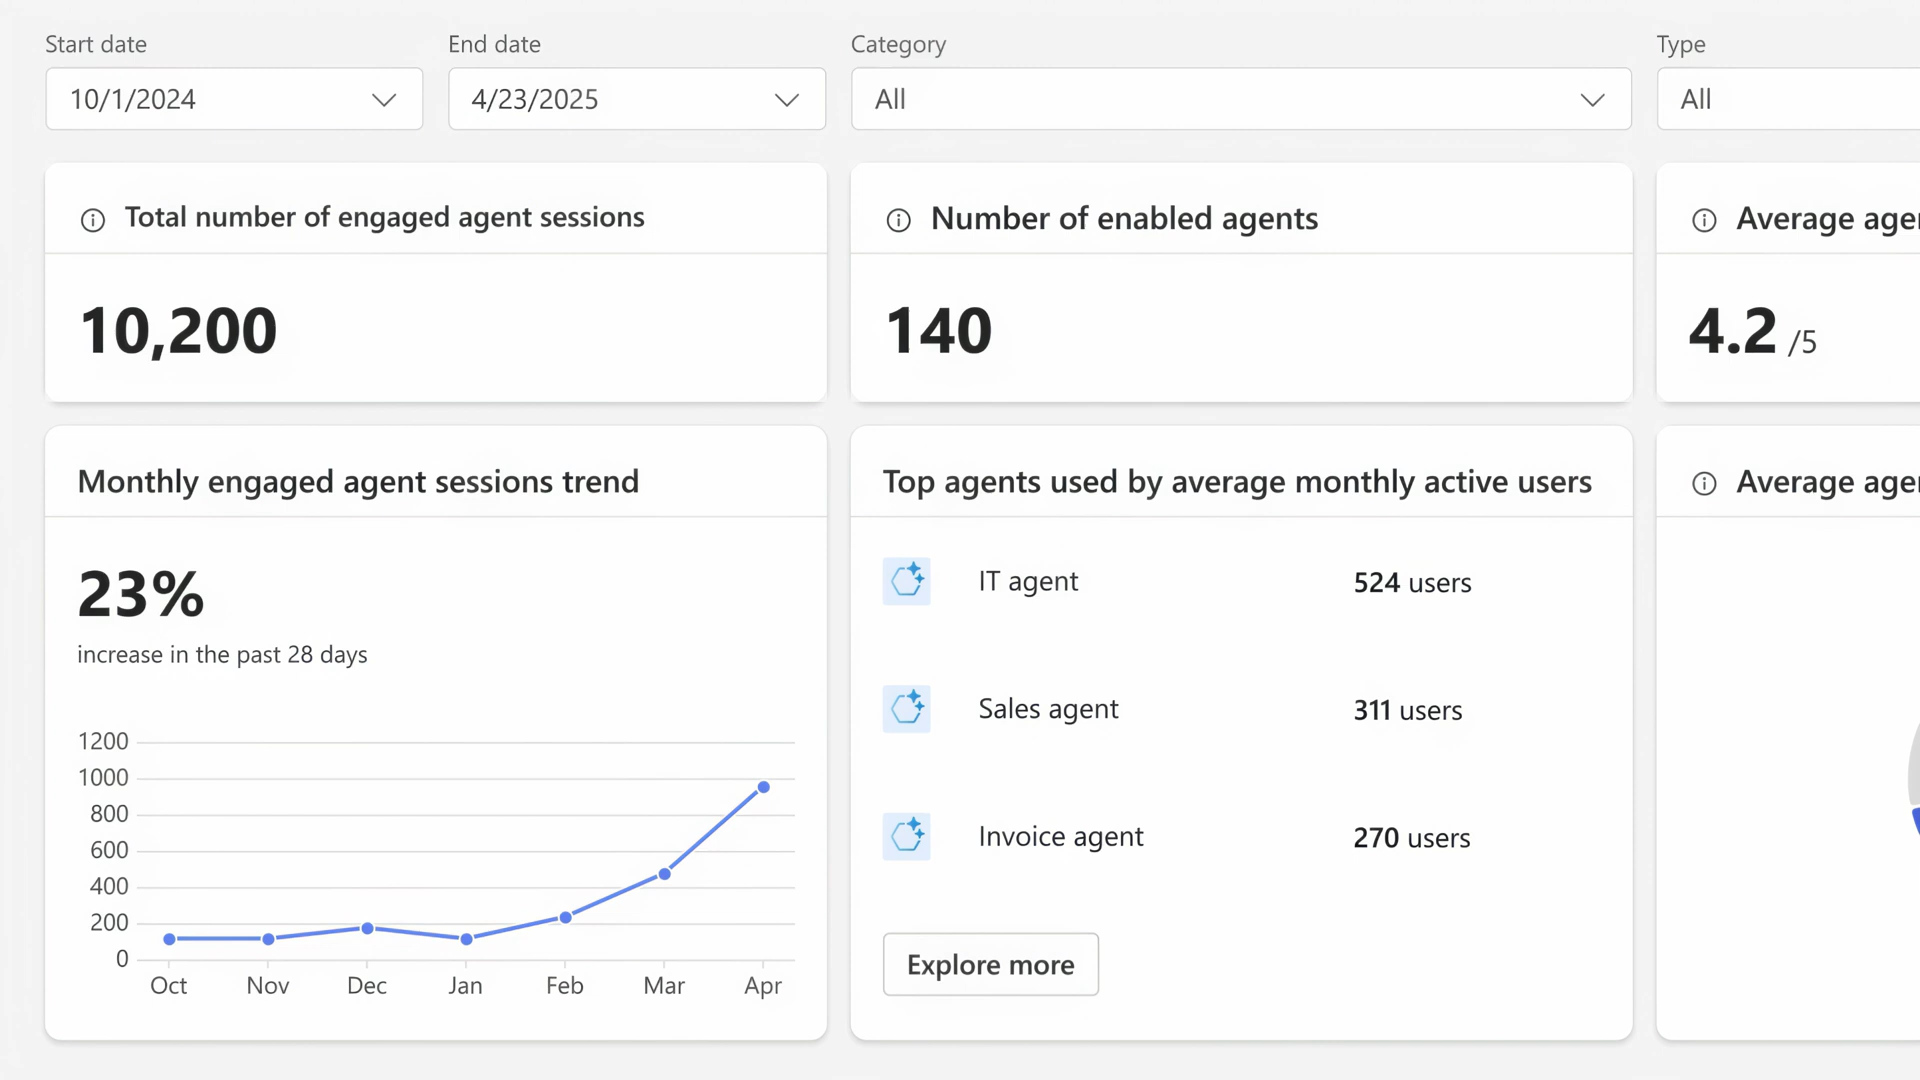 Start date
End date
Category
Type
10/1/2024
4/23/2025
All
All
Total number of engaged agent sessions
10,200
Number of enabled agents
140
Average
4.2 /5
Monthly engaged agent sessions trend
23%
increase in the past 28 days
1200
1000
800
600
400
200
0
Oct Nov Dec Jan Feb Mar Apr
Top agents used by average monthly active users
IT agent 524 users
Sales agent 311 users
Invoice agent 270 users
Explore more
Average